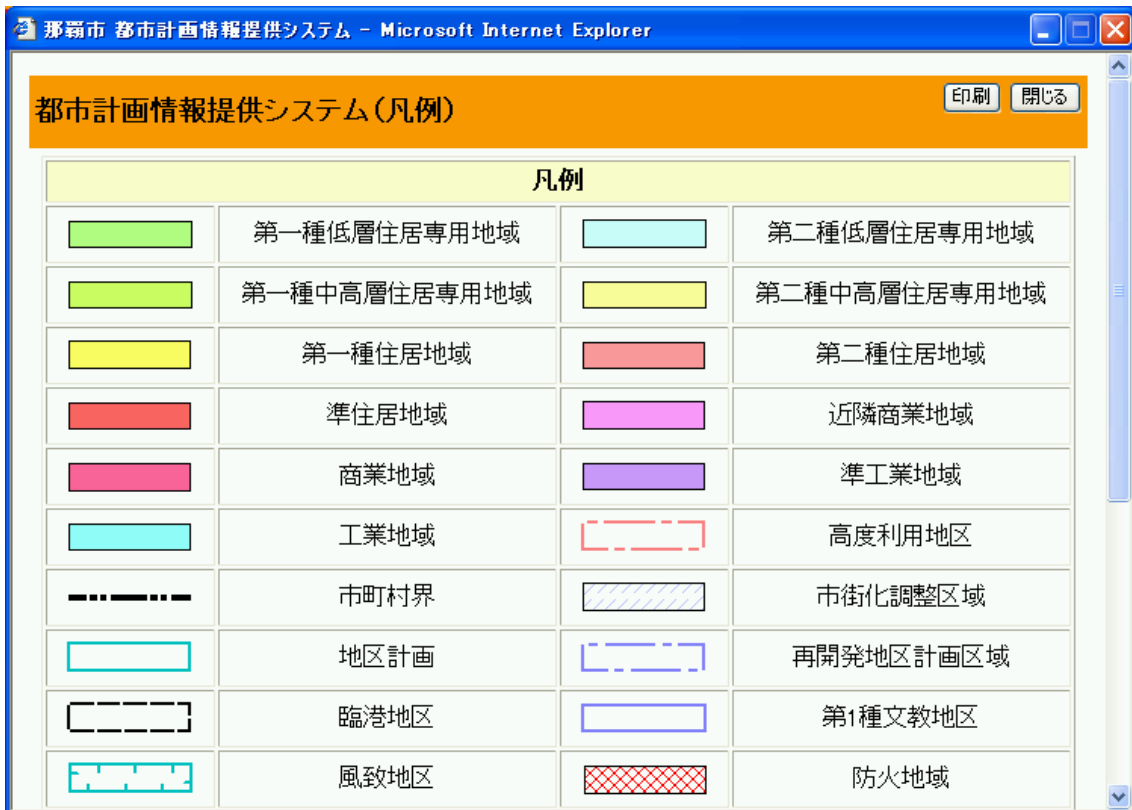 那覇市 都市計画情報提供システム - Microsoft Internet Explorer
都市計画情報提供システム(凡例)
印刷 閉じる
凡例
第一種低層住居専用地域 第二種低層住居専用地域
第一種中高層住居専用地域 第二種中高層住居専用地域
第一種住居地域 第二種住居地域
準住居地域 近隣商業地域
商業地域 準工業地域
工業地域 高度利用地区
市町村界 市街化調整区域
地区計画 再開発地区計画区域
臨港地区 第1種文教地区
風致地区 防火地域